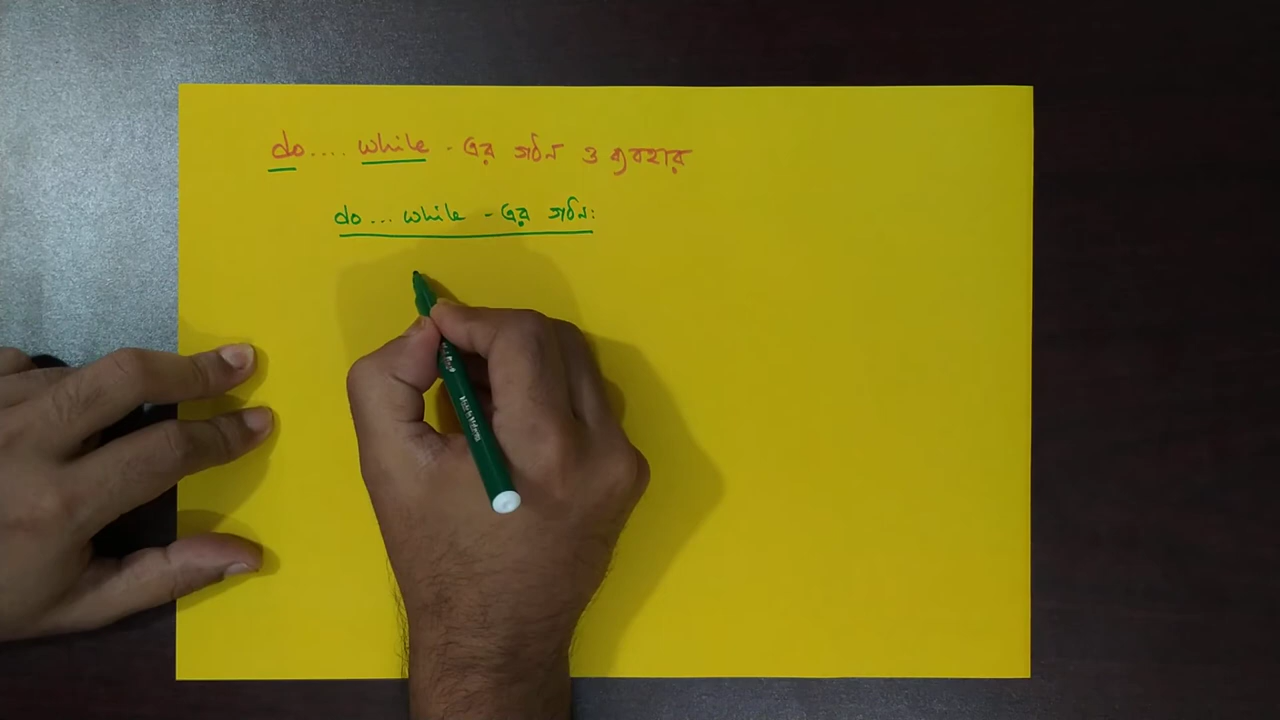 do.... while - এর গঠন ও ব্যবহার
do... while - এর গঠন: